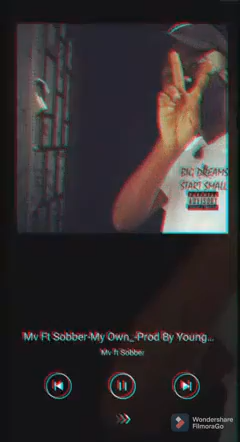 BIG DREAMS
START SMALL
Mv Ft Sobber-My Own_-Prod By Young...
Mv ft Sobber
Wondershare
FilmoraGo